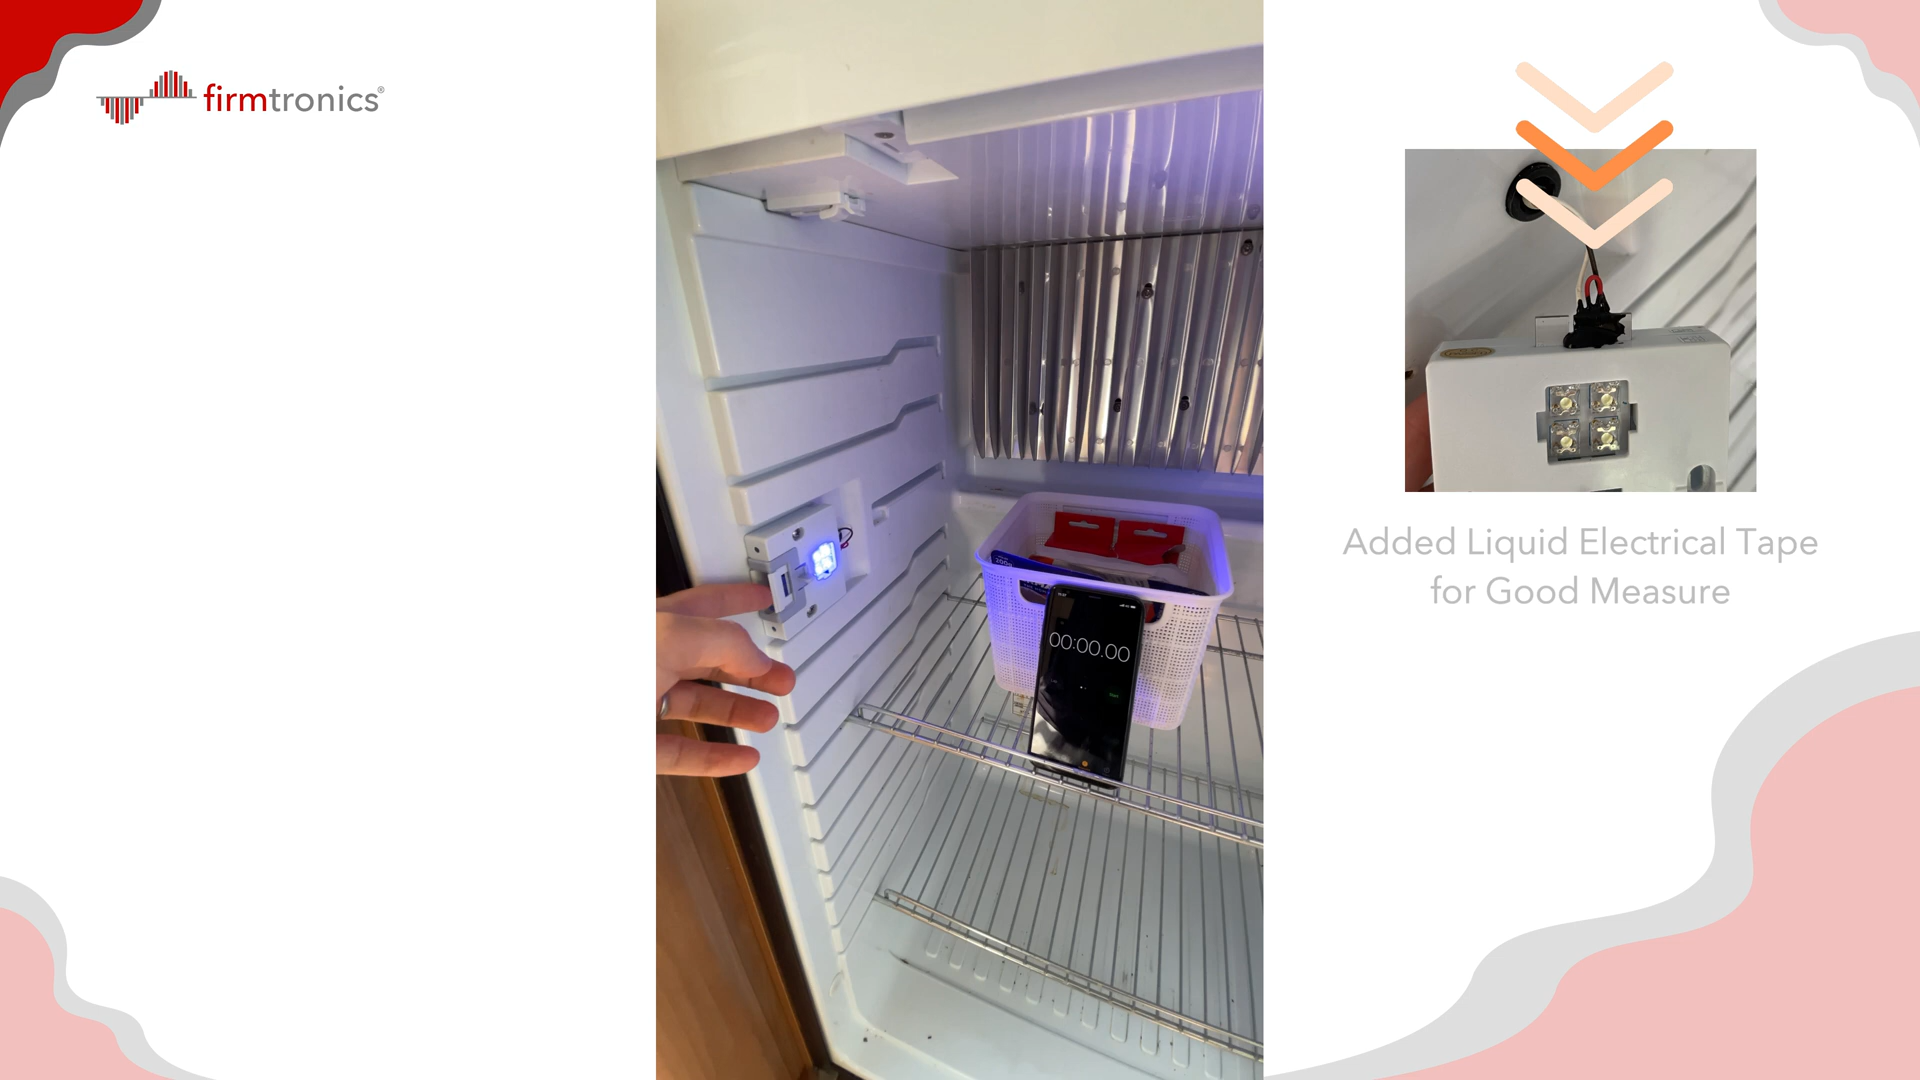 firmtronics®
00:00.00
Added Liquid Electrical Tape
for Good Measure